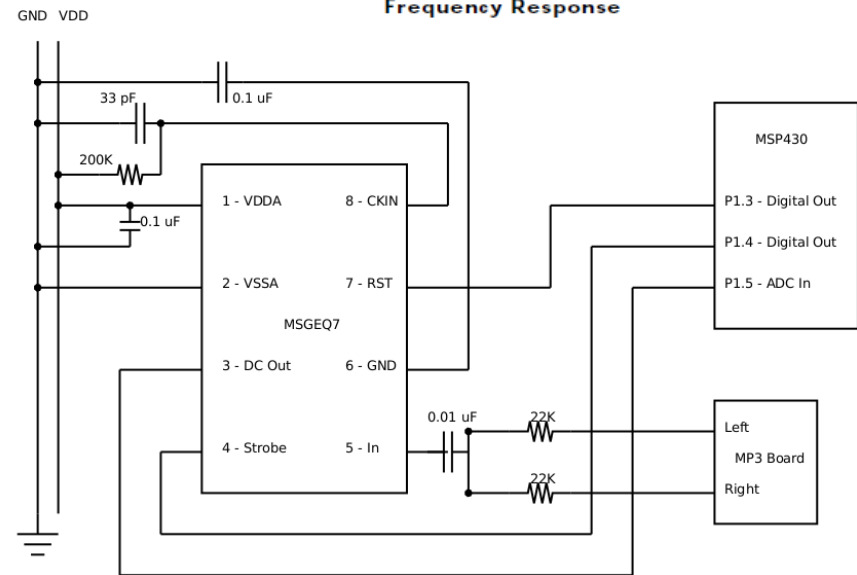 Frequency Response
GND VDD
33 pF
0.1 uF
200K
MSP430
1 - VDDA
8 - CKIN
P1.3 - Digital Out
0.1 uF
P1.4 - Digital Out
2 - VSSA
7 - RST
P1.5 - ADC In
MSGEQ7
3 - DC Out
6 - GND
0.01 uF
22K
Left
4 - Strobe
5 - In
MP3 Board
22K
Right